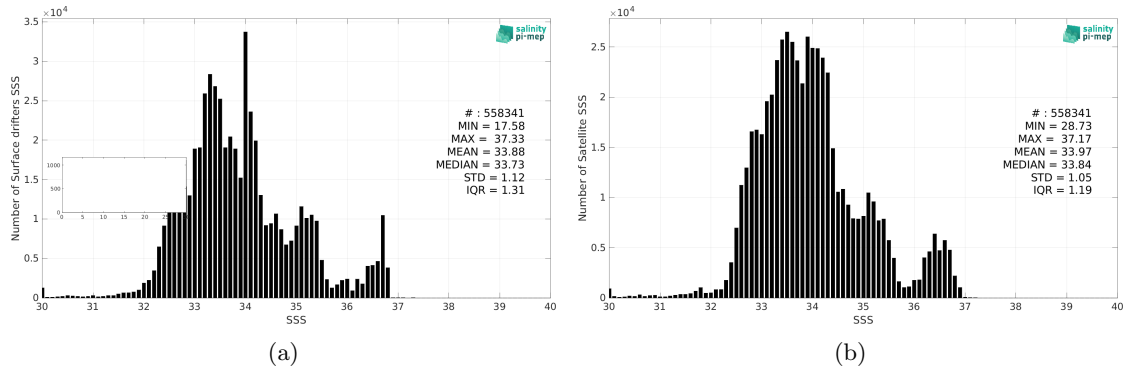 ×10^4
3.5
3
2.5
2
1.5
1
0.5
0
30 31 32 33 34 35 36 37 38 39 40
SSS
Number of Surface drifters SSS
salinity
pi-mep
# : 558341
MIN = 17.58
MAX = 37.33
MEAN = 33.88
MEDIAN = 33.73
STD = 1.12
IQR = 1.31
1000
500
0
0 5 10 15 20 25
(a)
×10^4
2.5
2
1.5
1
0.5
0
30 31 32 33 34 35 36 37 38 39 40
SSS
Number of Satellite SSS
salinity
pi-mep
# : 558341
MIN = 28.73
MAX = 37.17
MEAN = 33.97
MEDIAN = 33.84
STD = 1.05
IQR = 1.19
(b)